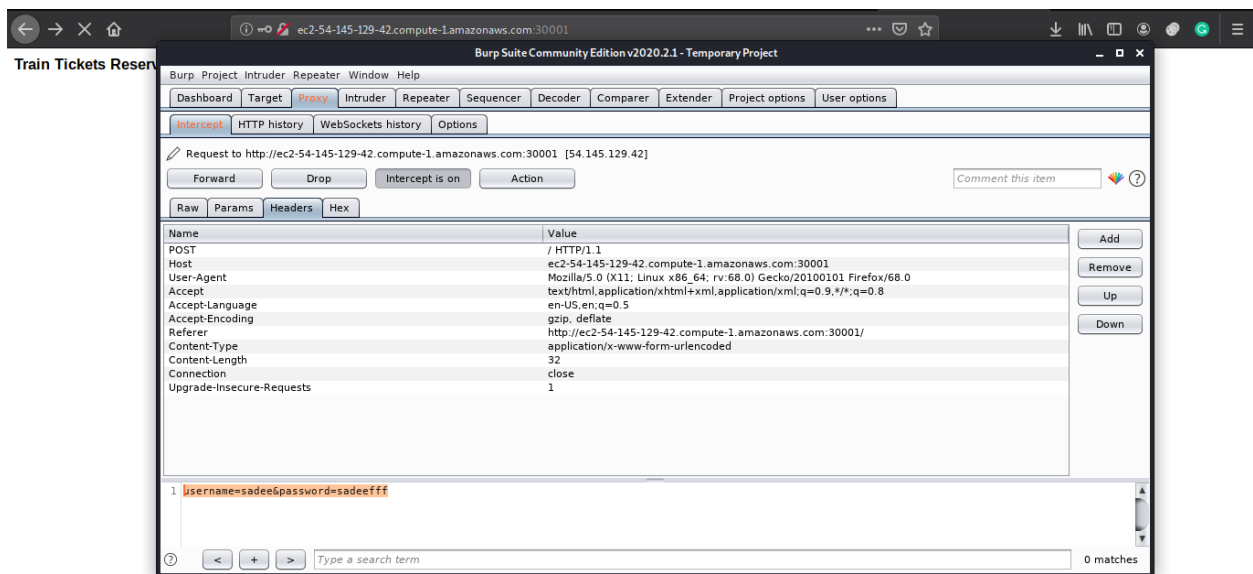 ec2-54-145-129-42.compute-1.amazonaws.com:30001
Train Tickets Reserv
Burp Suite Community Edition v2020.2.1 - Temporary Project
Burp Project Intruder Repeater Window Help
Dashboard Target Proxy Intruder Repeater Sequencer Decoder Comparer Extender Project options User options
Intercept HTTP history WebSockets history Options
Request to http://ec2-54-145-129-42.compute-1.amazonaws.com:30001 [54.145.129.42]
Forward Drop Intercept is on Action Comment this item ?
Raw Params Headers Hex
Name Value
POST / HTTP/1.1
Host ec2-54-145-129-42.compute-1.amazonaws.com:30001
User-Agent Mozilla/5.0 (X11; Linux x86_64; rv:68.0) Gecko/20100101 Firefox/68.0
Accept text/html,application/xhtml+xml,application/xml;q=0.9,*/*;q=0.8
Accept-Language en-US,en;q=0.5
Accept-Encoding gzip, deflate
Referer http://ec2-54-145-129-42.compute-1.amazonaws.com:30001/
Content-Type application/x-www-form-urlencoded
Content-Length 32
Connection close
Upgrade-Insecure-Requests 1
Add
Remove
Up
Down
1 username=sadee&password=sadeefff
? < + > Type a search term 0 matches